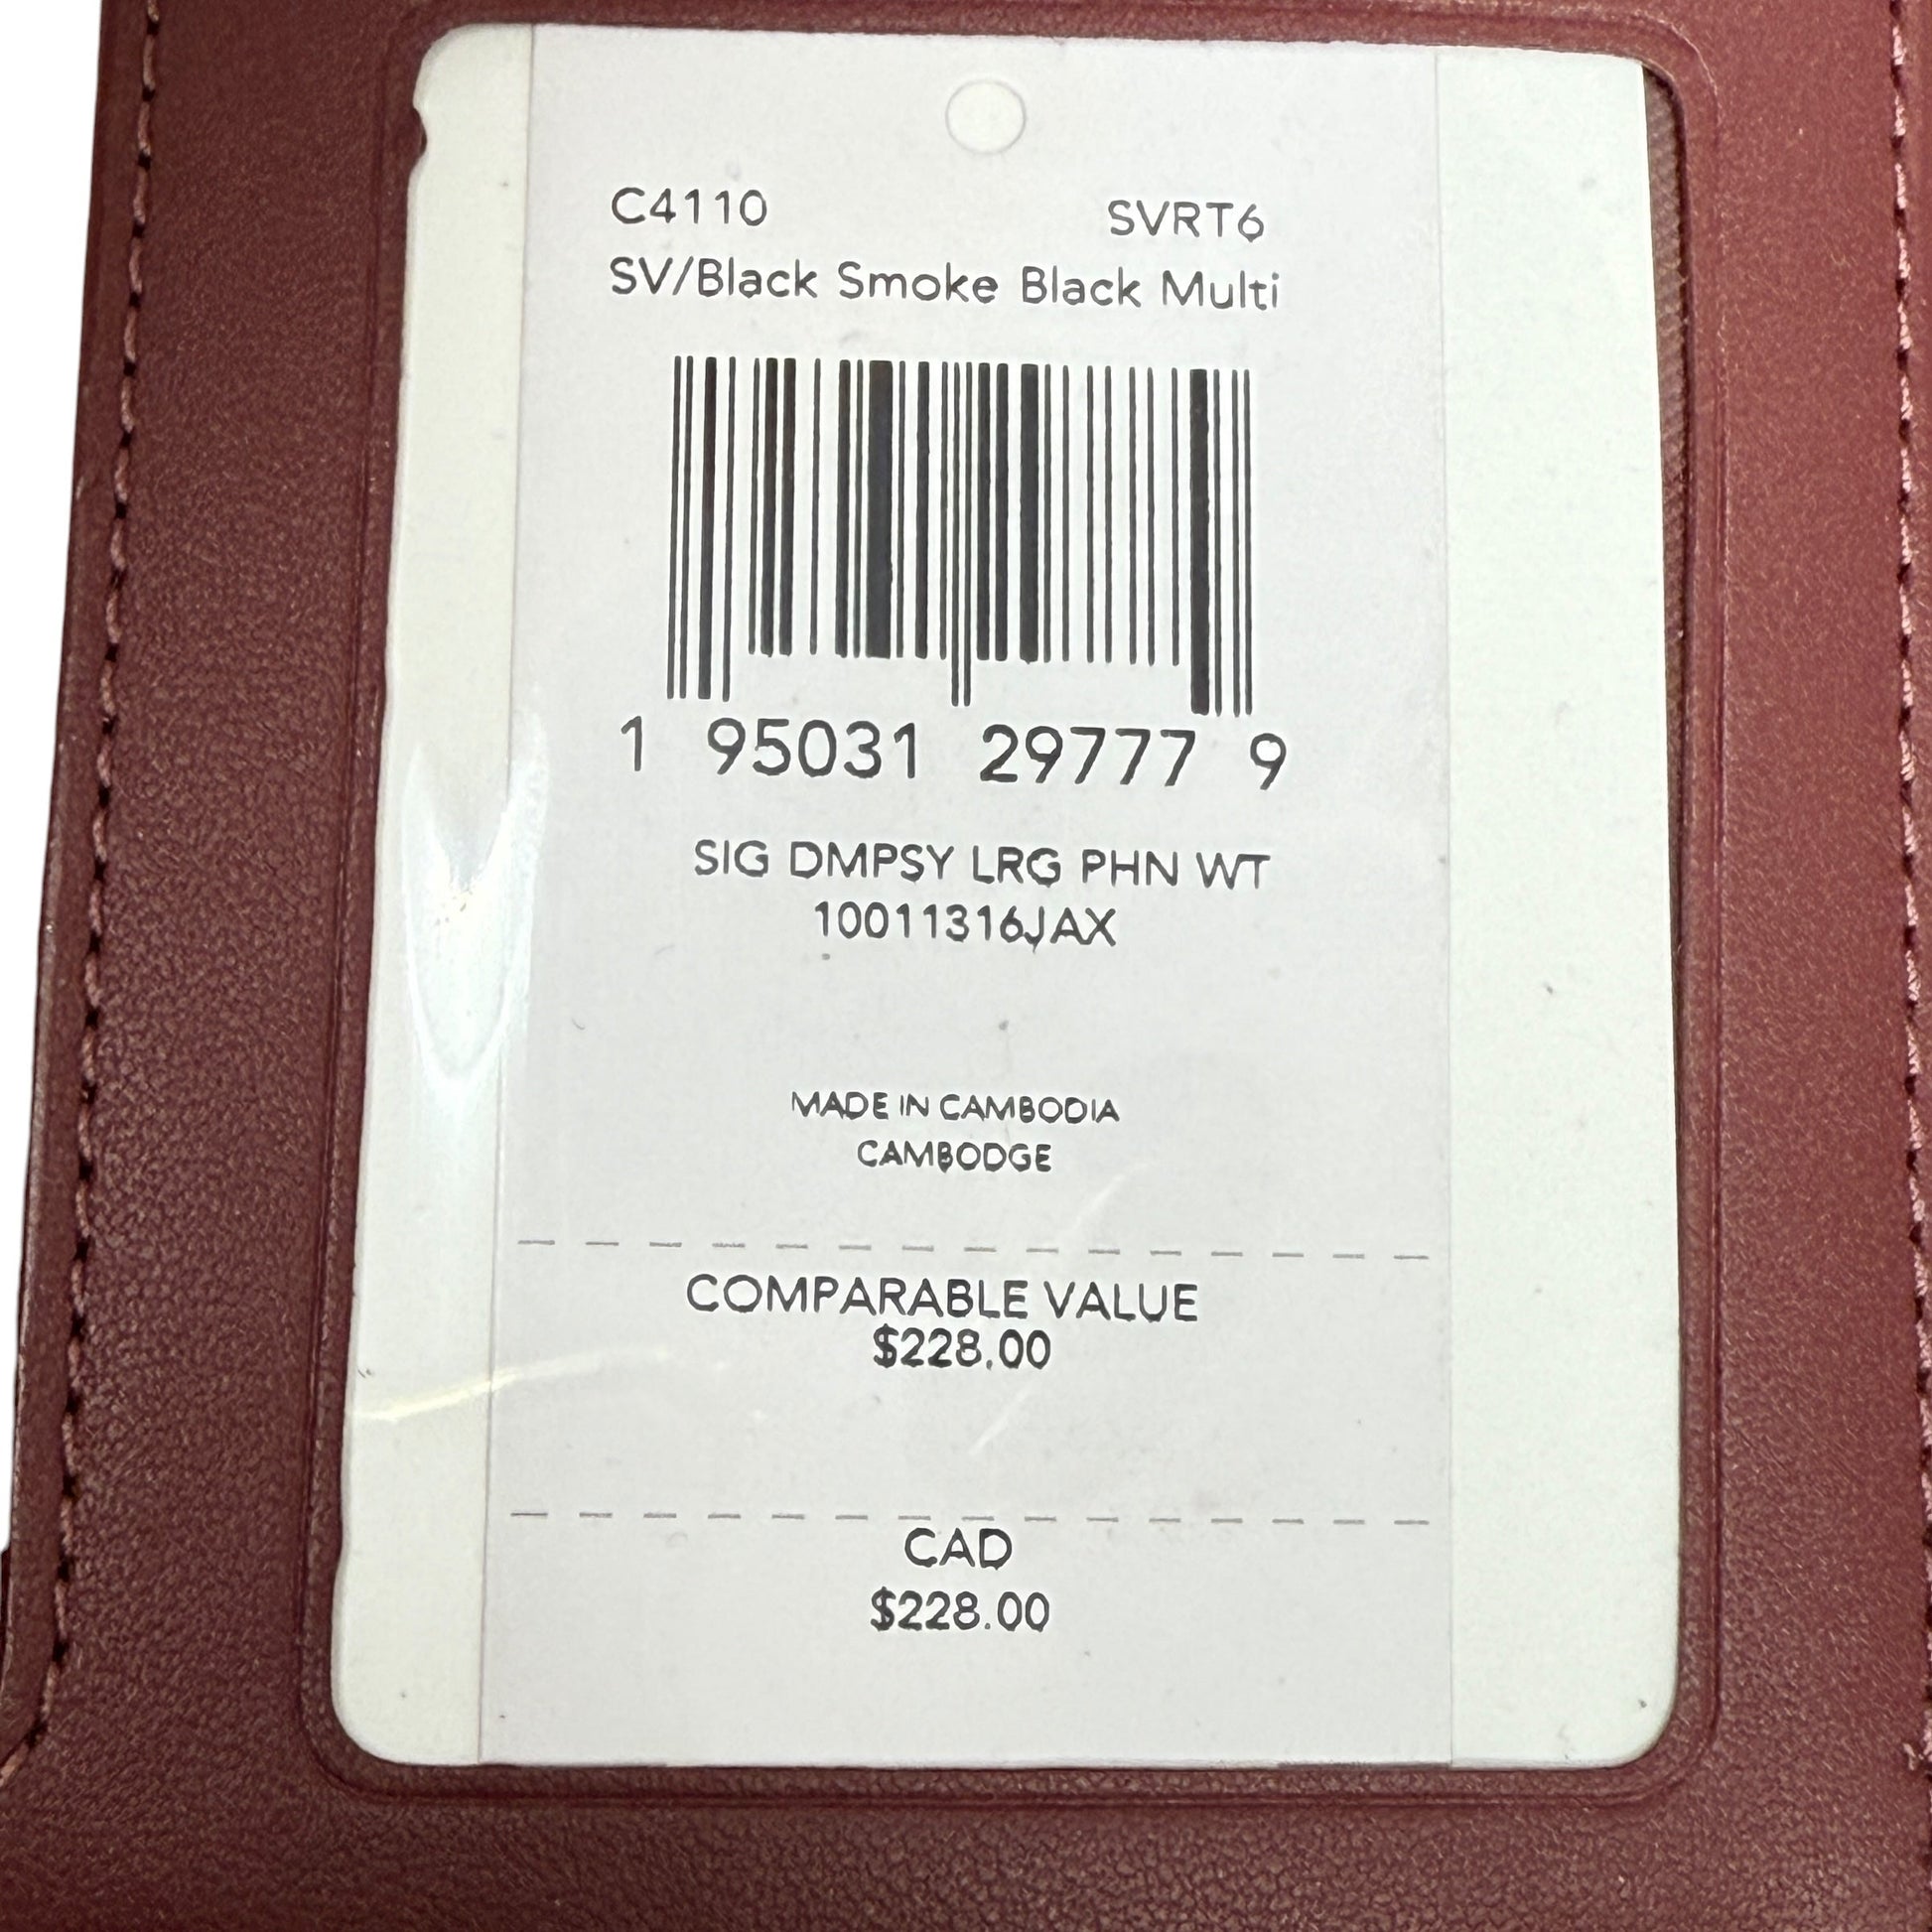 C4110 SVRT6
SV/Black Smoke Black Multi
1 95031 29777 9
SIG DMPSY LRG PHN WT
10011316JAX
MADE IN CAMBODIA
CAMBODGE
COMPARABLE VALUE
$228.00
CAD
$228.00